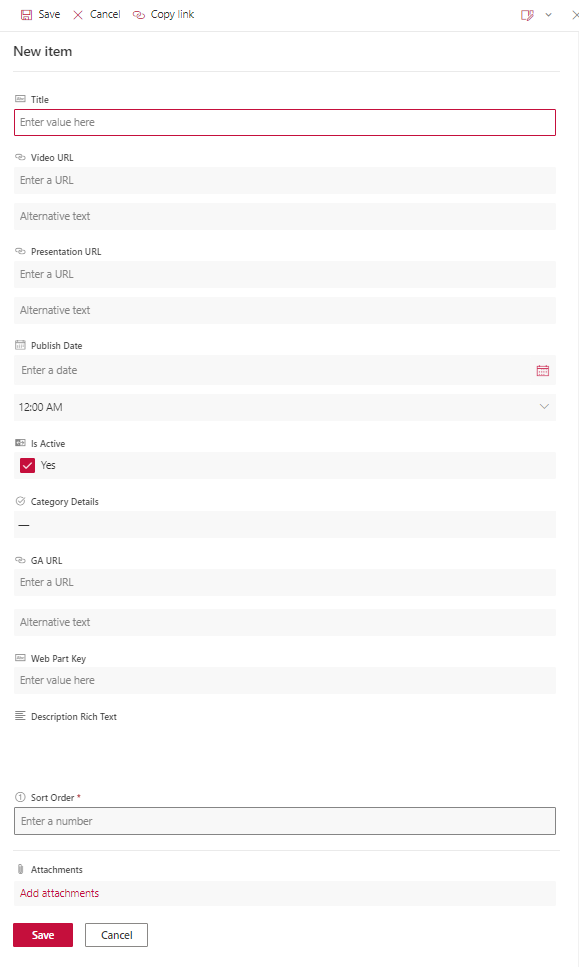 Save Cancel Copy link
New item
Title
Enter value here
Video URL
Enter a URL
Alternative text
Presentation URL
Enter a URL
Alternative text
Publish Date
Enter a date
12:00 AM
Is Active
Yes
Category Details
—
GA URL
Enter a URL
Alternative text
Web Part Key
Enter value here
Description Rich Text
Sort Order *
Enter a number
Attachments
Add attachments
Save Cancel